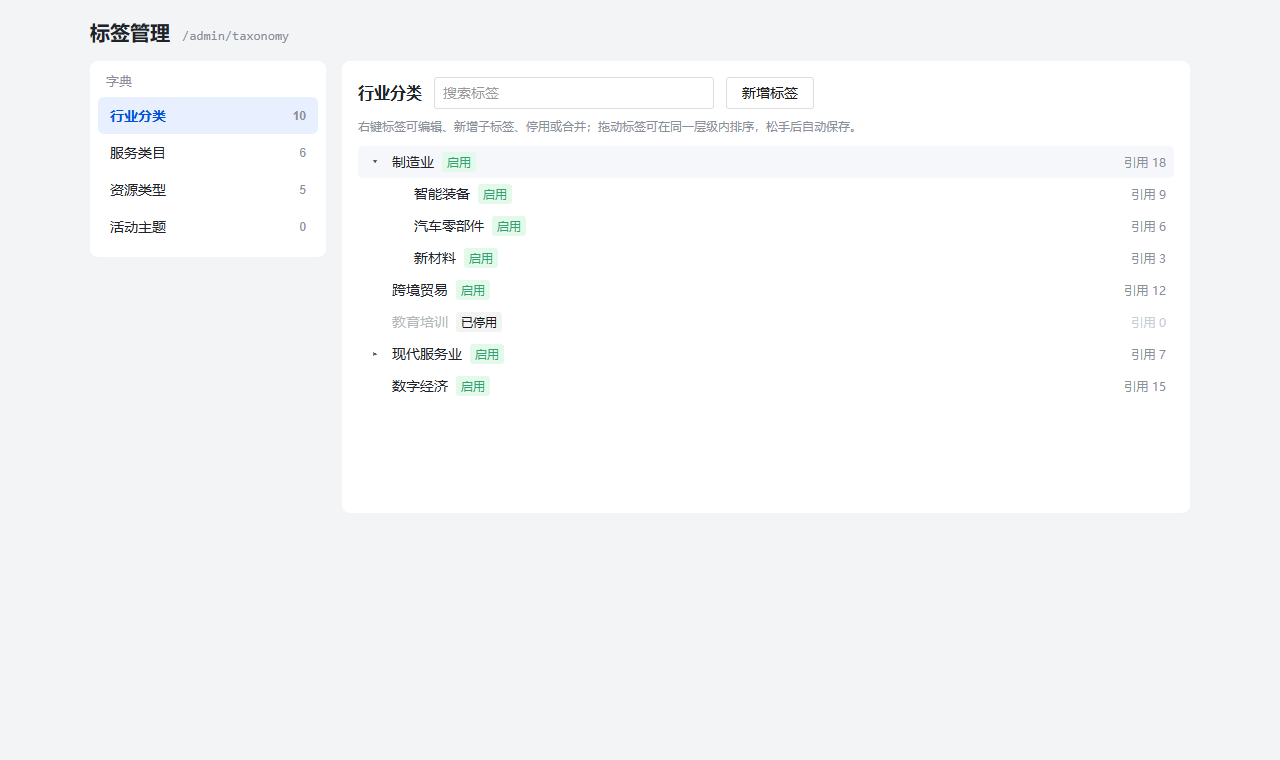 标签管理 /admin/taxonomy
字典
行业分类 10
服务类目 6
资源类型 5
活动主题 0
行业分类 搜索标签 新增标签
右键标签可编辑、新增子标签、停用或合并；拖动标签可在同一层级内排序，松手后自动保存。
制造业 启用 引用 18
智能装备 启用 引用 9
汽车零部件 启用 引用 6
新材料 启用 引用 3
跨境贸易 启用 引用 12
教育培训 已停用 引用 0
现代服务业 启用 引用 7
数字经济 启用 引用 15